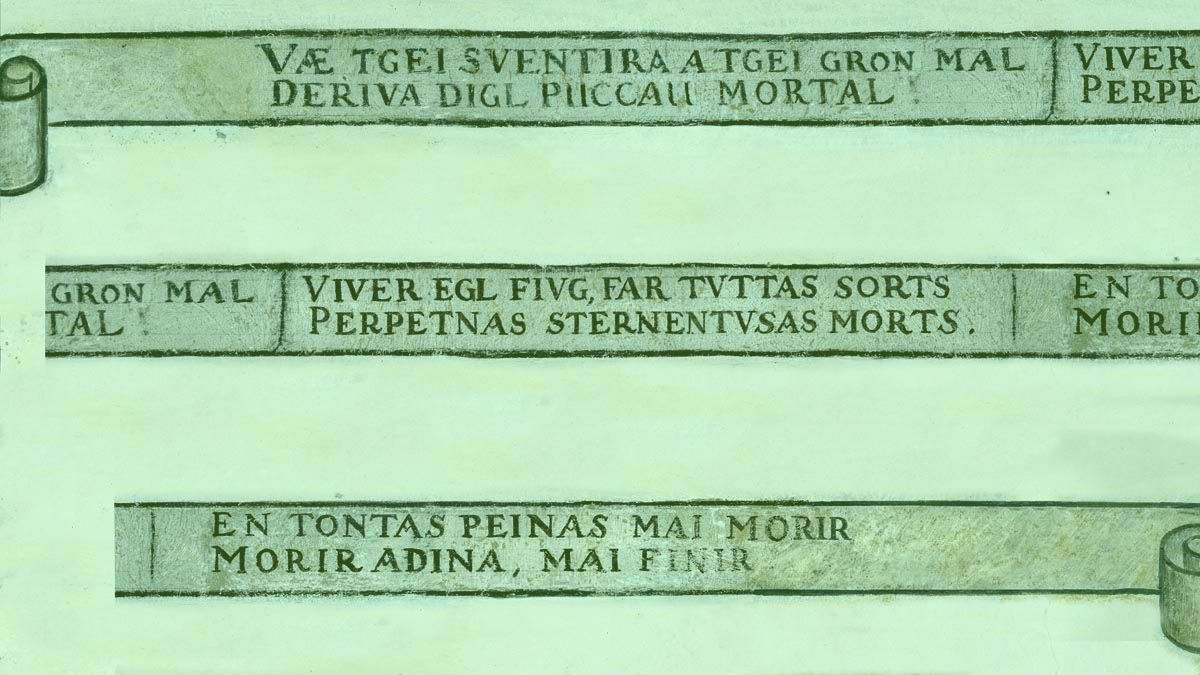 VÆ TGEI SVENTIRA A TGEI GRON MAL
DERIVA DIGL PUCCAU MORTAL!
VIVER
PERPE
GRON MAL
TAL!
VIVER EGL FIVG, FAR TVTTAS SORTS
PERPETNAS STERNENTVSAS MORTS.
EN TO
MORI
EN TONTAS PEINAS MAI MORIR
MORIR ADINA, MAI FINIR